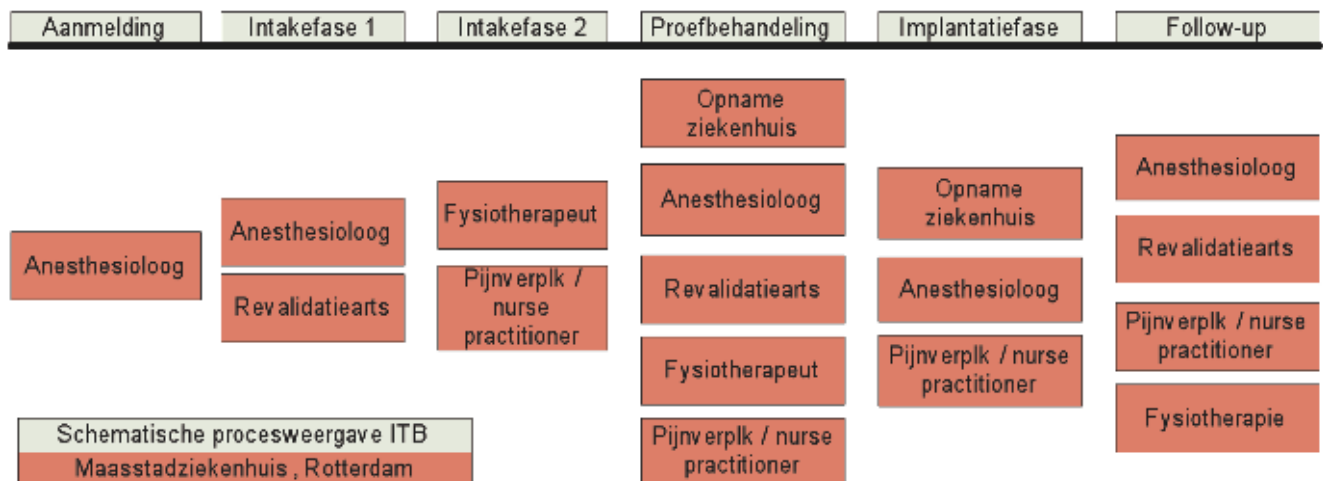 Aanmelding
Intakefase 1
Intakefase 2
Proefbehandeling
Implantatiefase
Follow-up
Anesthesioloog
Anesthesioloog
Revalidatiearts
Fysiotherapeut
Pijnverplk /
nurse
practitioner
Opname
ziekenhuis
Anesthesioloog
Revalidatiearts
Fysiotherapeut
Pijnverplk / nurse
practitioner
Opname
ziekenhuis
Anesthesioloog
Pijnverplk / nurse
practitioner
Anesthesioloog
Revalidatiearts
Pijnverplk / nurse
practitioner
Fysiotherapie
Schematische procesweergave ITB
Maasstadziekenhuis, Rotterdam